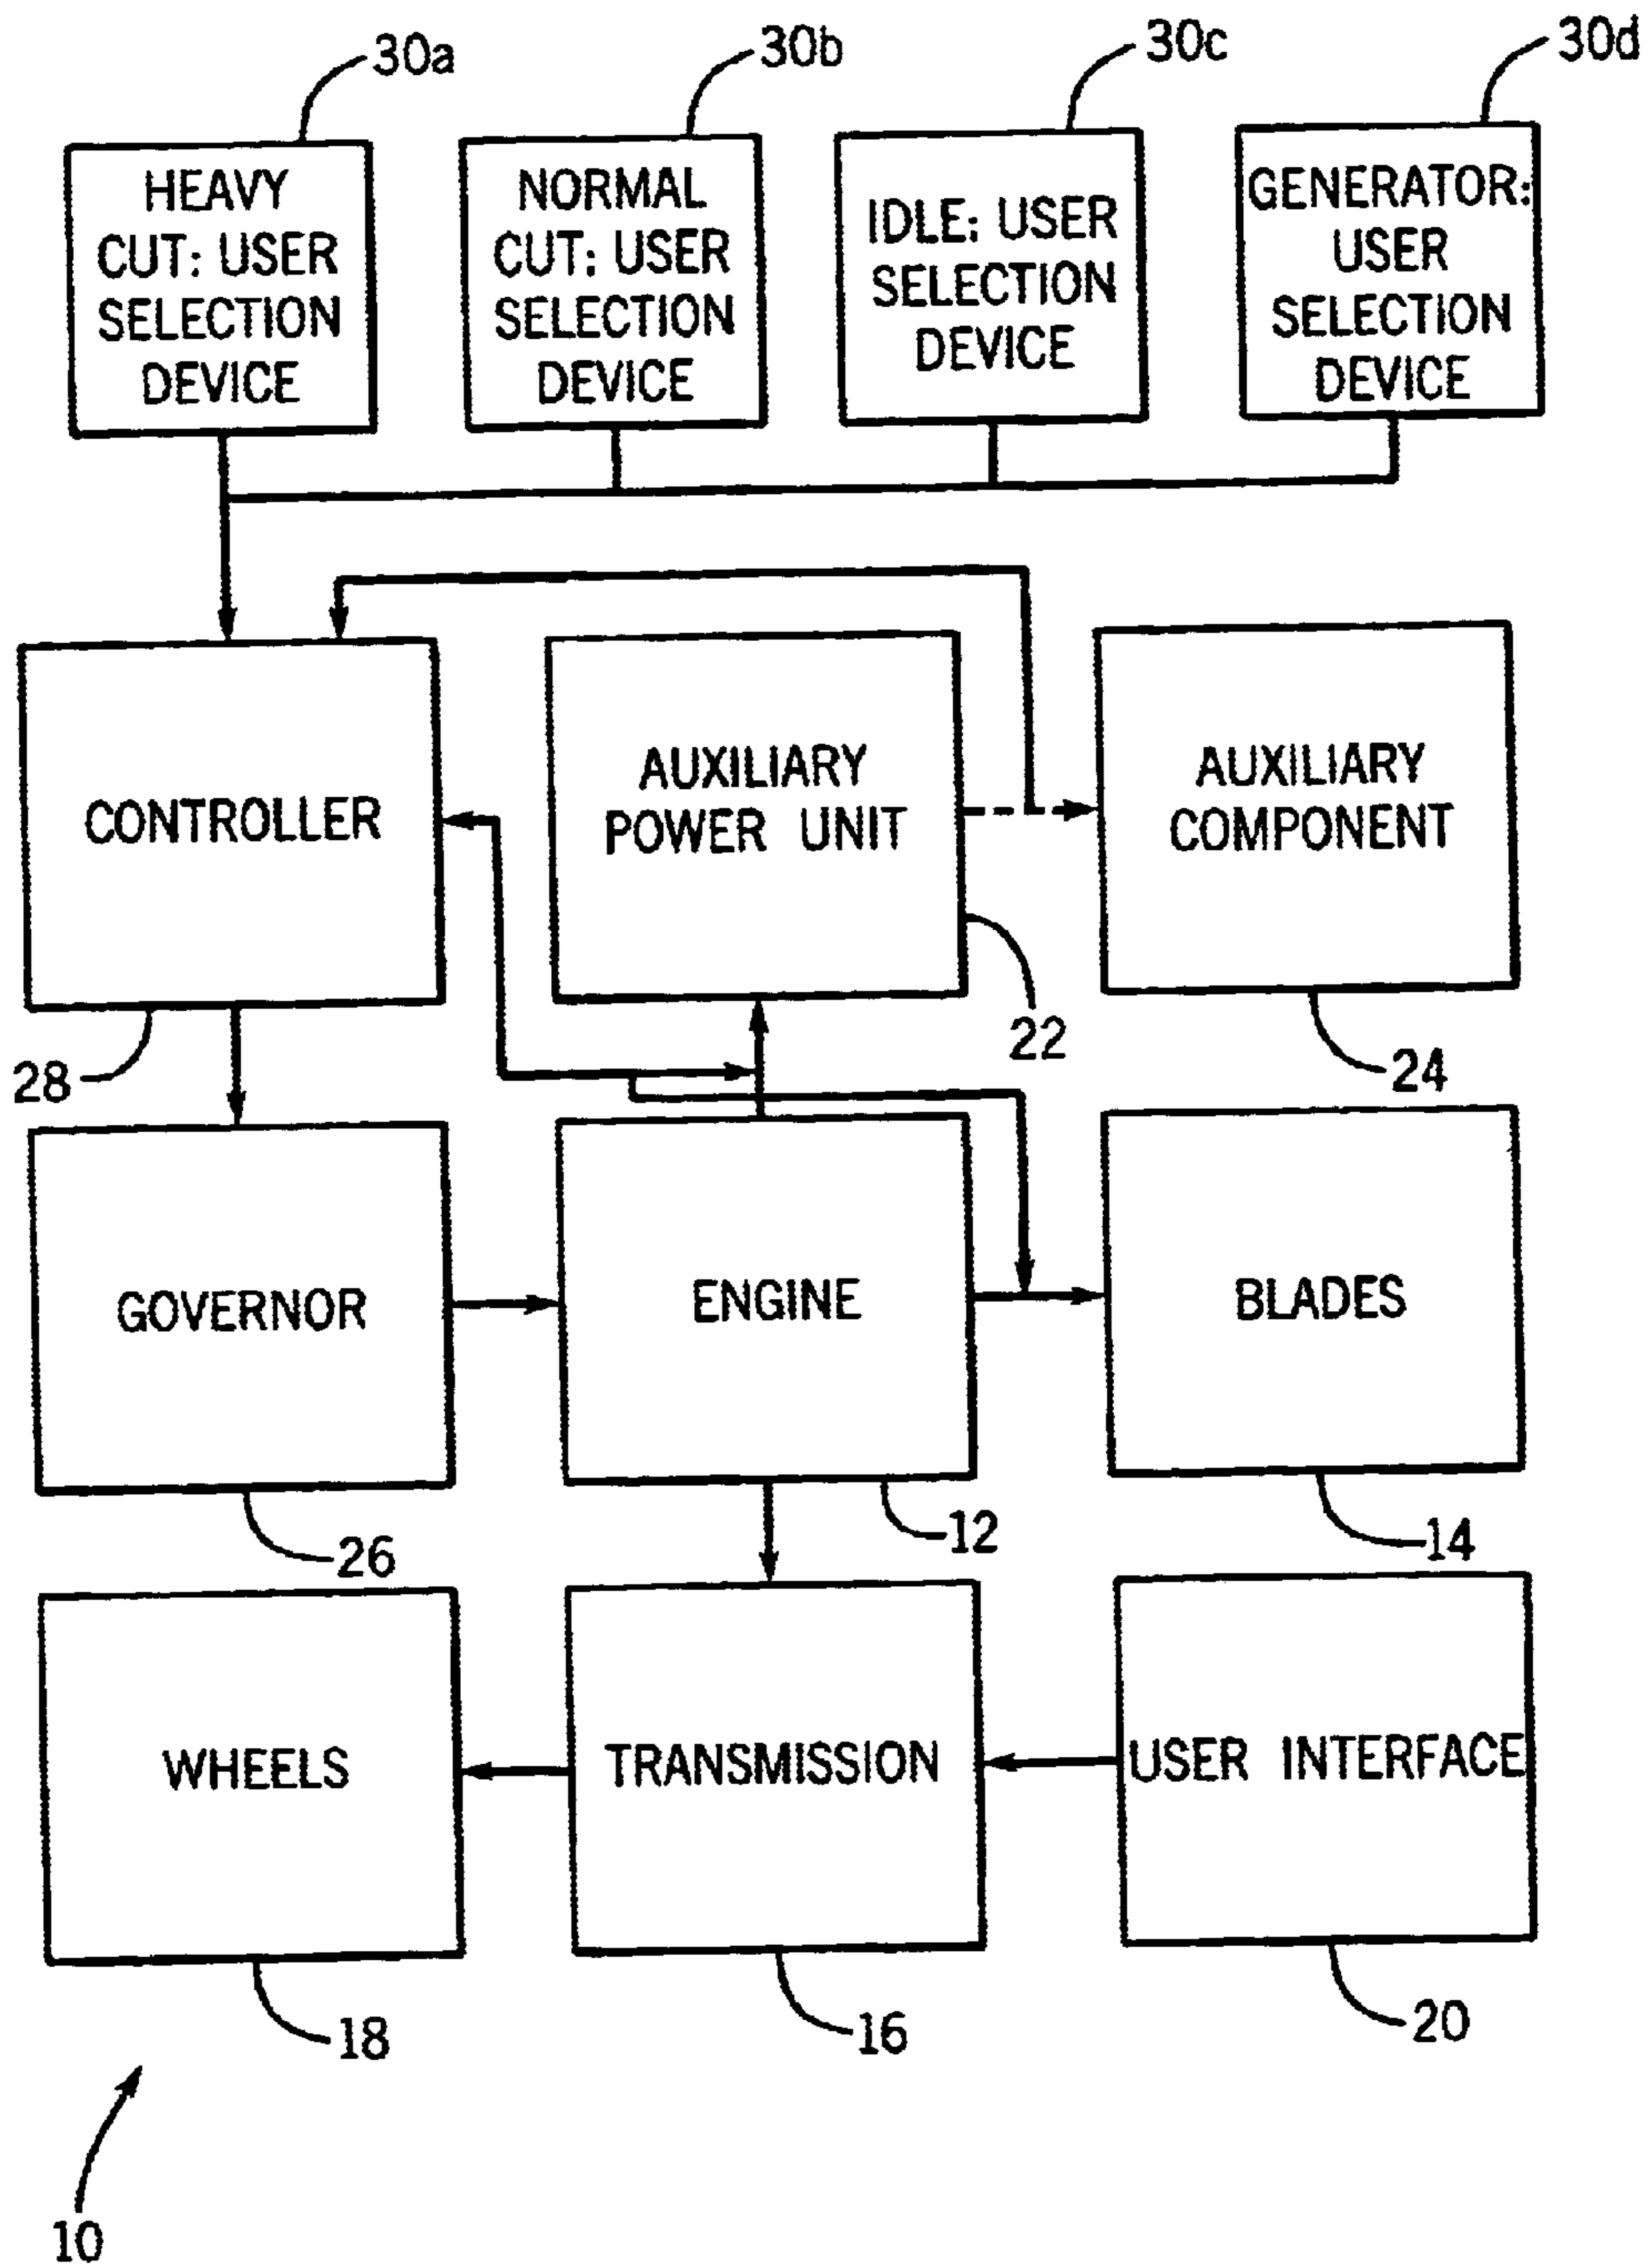 30a
30b
30c
30d
HEAVY
CUT: USER
SELECTION
DEVICE
NORMAL
CUT: USER
SELECTION
DEVICE
IDLE: USER
SELECTION
DEVICE
GENERATOR:
USER
SELECTION
DEVICE
CONTROLLER
AUXILIARY
POWER UNIT
AUXILIARY
COMPONENT
28
22
24
GOVERNOR
ENGINE
BLADES
26
12
14
WHEELS
TRANSMISSION
USER INTERFACE
18
16
20
10